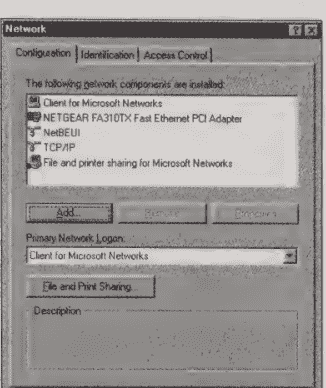 Network
Configuration Identification Access Control
The following network components are installed:
Client for Microsoft Networks
NETGEAR FA310TX Fast Ethernet PCI Adapter
NetBEUI
TCP/IP
File and printer sharing for Microsoft Networks
Add... Remove Properties
Primary Network Logon:
Client for Microsoft Networks
File and Print Sharing...
Description